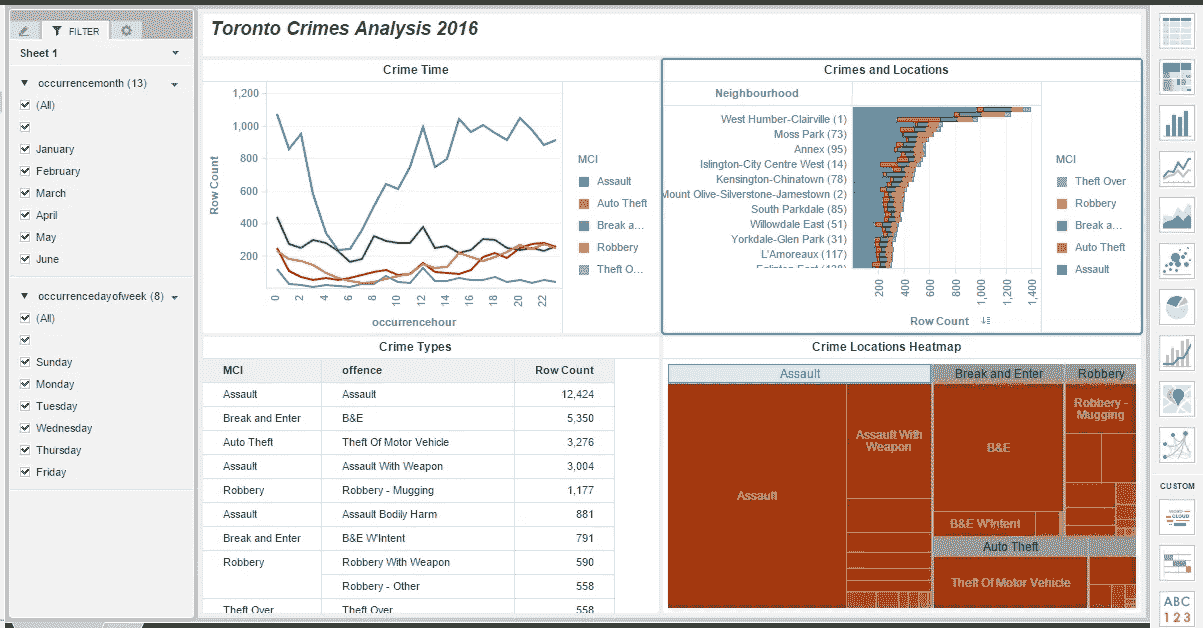 FILTER
Sheet 1
occurrencemonth (13)
(All)
January
February
March
April
May
June
occurrencedayofweek (8)
(All)
Sunday
Monday
Tuesday
Wednesday
Thursday
Friday
Toronto Crimes Analysis 2016
Crime Time
1,200
1,000
800
600
400
200
Row Count
0 2 4 6 8 10 12 14 16 18 20 22
occurrencehour
MCI
Assault
Auto Theft
Break a...
Robbery
Theft O...
Crimes and Locations
Neighbourhood
West Humber-Clairville (1)
Moss Park (73)
Annex (95)
Islington-City Centre West (14)
Kensington-Chinatown (78)
Mount Olive-Silverstone-Jamestown (2)
South Parkdale (85)
Willowdale East (51)
Yorkdale-Glen Park (31)
L'Amoreaux (117)
200 400 600 800 1,000 1,200 1,400
Row Count
MCI
Theft Over
Robbery
Break a...
Auto Theft
Assault
Crime Types
MCI offence Row Count
Assault Assault 12,424
Break and Enter B&E 5,350
Auto Theft Theft Of Motor Vehicle 3,276
Assault Assault With Weapon 3,004
Robbery Robbery - Mugging 1,177
Assault Assault Bodily Harm 881
Break and Enter B&E W'Intent 791
Robbery Robbery With Weapon 590
Robbery - Other 558
Theft Over Theft Over 558
Crime Locations Heatmap
Assault Break and Enter Robbery
Robbery - Mugging
Assault With Weapon
B&E
Assault
B&E W'Intent
Auto Theft
Theft Of Motor Vehicle
CUSTOM
CLOUD
ABC
123